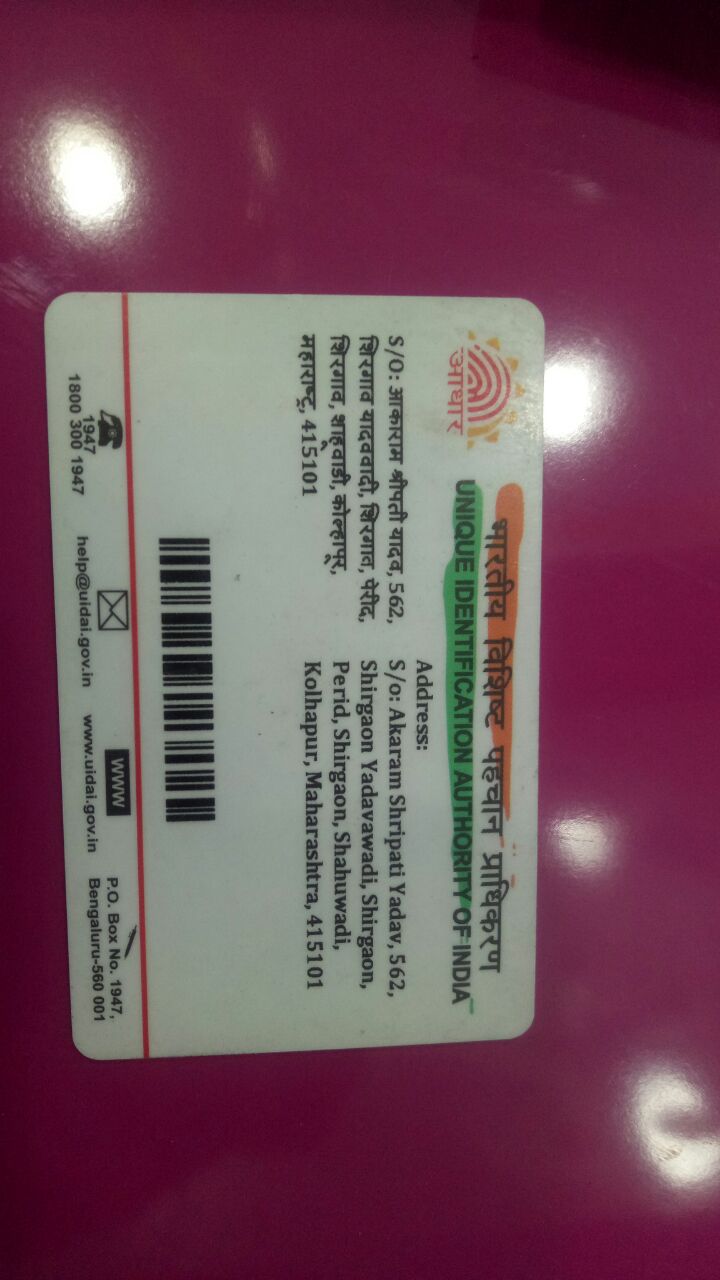 आधार
भारतीय विशिष्ट पहचान प्राधिकरण
UNIQUE IDENTIFICATION AUTHORITY OF INDIA
S/O: आकाराम श्रीपती यादव, 562,
शिरगाव यादववादी, शिरगाव, पेरीद,
शिरगाव, शाहूवाडी, कोल्हापूर,
महाराष्ट्र, 415101
Address:
S/o: Akaram Shripati Yadav, 562,
Shirgaon Yadavawadi, Shirgaon,
Perid, Shirgaon, Shahuwadi,
Kolhapur, Maharashtra, 415101
1947
1800 300 1947
help@uidai.gov.in
WWW
www.uidai.gov.in
P.O. Box No. 1947,
Bengaluru-560 001